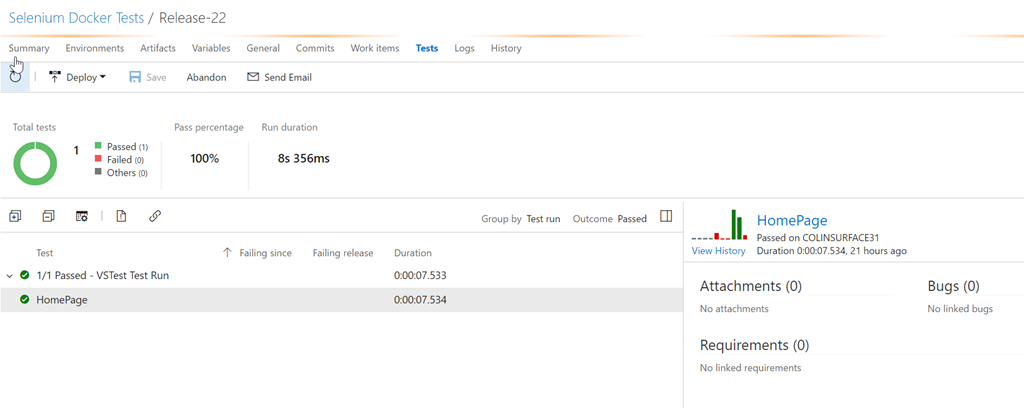 Selenium Docker Tests / Release-22
Summary Environments Artifacts Variables General Commits Work items Tests Logs History
Deploy Save Abandon Send Email
Total tests Pass percentage Run duration
1 Passed (1) 100% 8s 356ms
Failed (0)
Others (0)
Group by Test run Outcome Passed
Test Failing since Failing release Duration
1/1 Passed - VSTest Test Run 0:00:07.533
HomePage 0:00:07.534
HomePage
Passed on COLINSURFACE31
View History Duration 0:00:07.534, 21 hours ago
Attachments (0) Bugs (0)
No attachments No linked bugs
Requirements (0)
No linked requirements